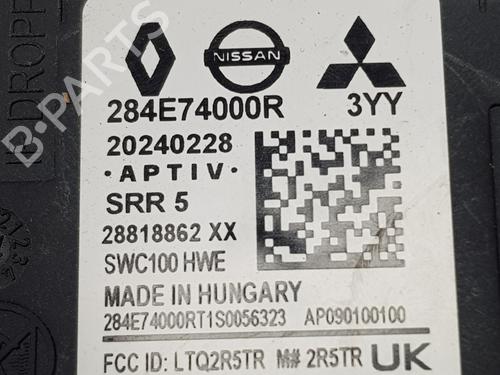 NISSAN
284E74000R 3YY
20240228
·APTIV·
SRR 5
28818862 XX
SWC100 HWE
MADE IN HUNGARY
284E74000RT1S0056323 AP090100100
FCC ID: LTQ2R5TR M# 2R5TR UK
B-PARTS